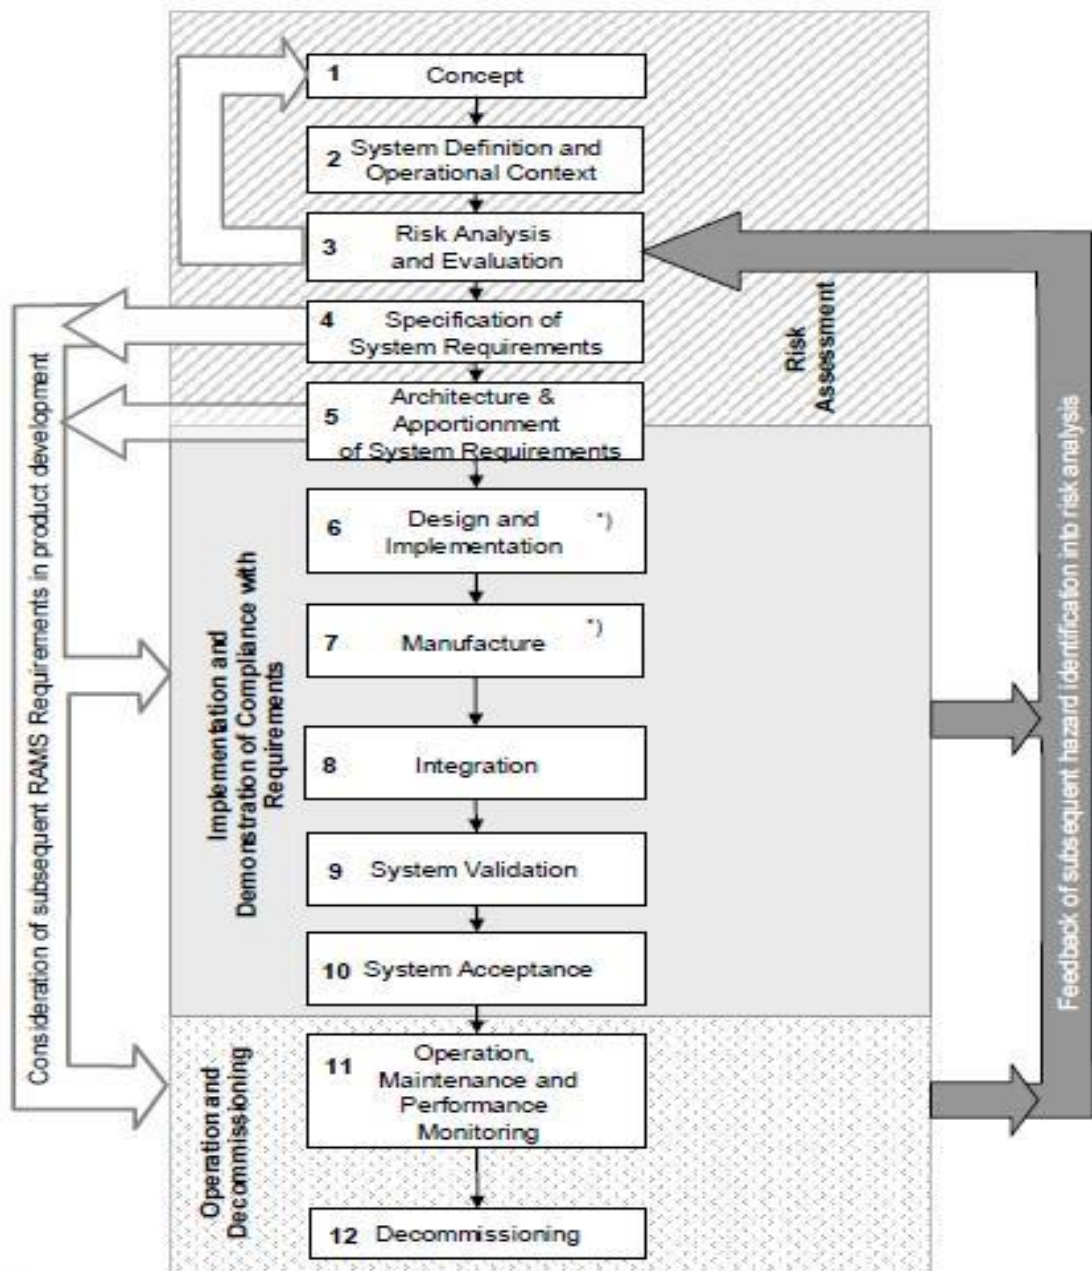 1 Concept
2 System Definition and
Operational Context
3 Risk Analysis
and Evaluation
4 Specification of
System Requirements
5 Architecture &
Apportionment
of System Requirements
6 Design and *)
Implementation
7 Manufacture *)
8 Integration
9 System Validation
10 System Acceptance
11 Operation,
Maintenance and
Performance
Monitoring
12 Decommissioning
Risk
Assessment
Implementation and
Demonstration of Compliance with
Requirements
Operation and
Decommissioning
Consideration of subsequent RAMS Requirements in product development
Feedback of subsequent hazard identification into risk analysis